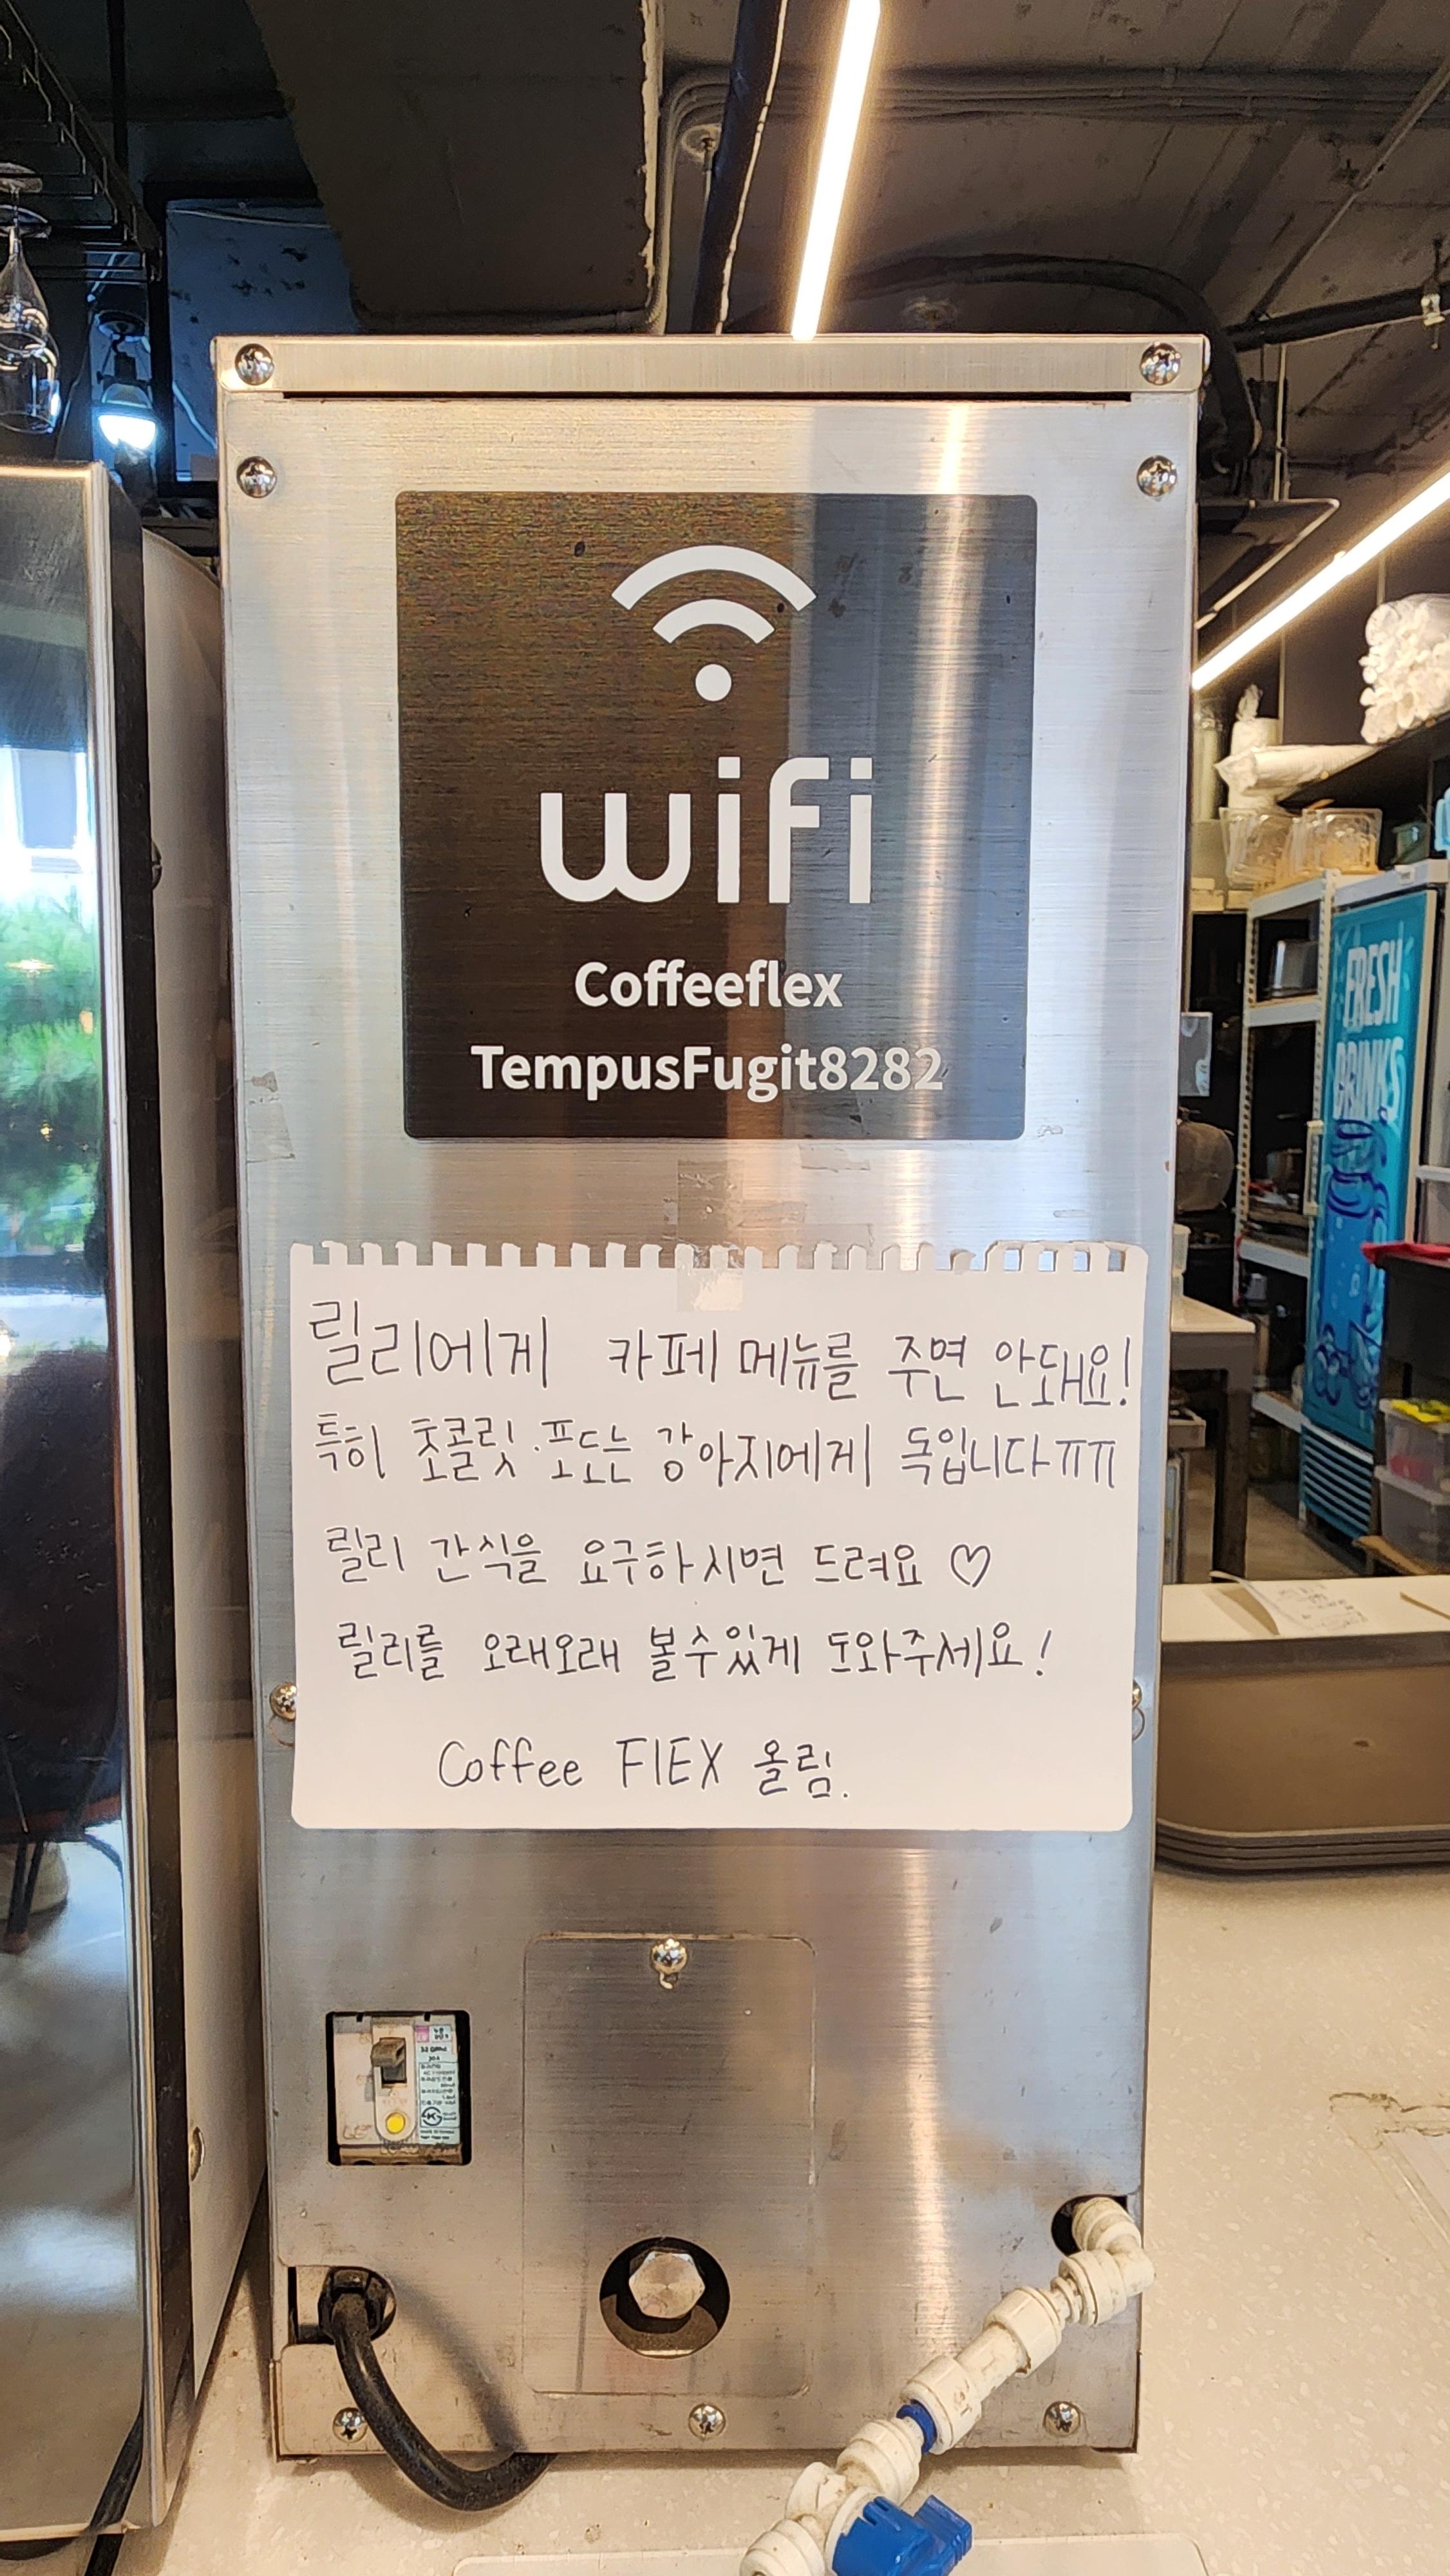 wifi
Coffeeflex
TempusFugit8282
릴리에게 카페 메뉴를 주면 안돼요!
특히 초콜릿·포도는 강아지에게 독입니다ㅠㅠ
릴리 간식을 요구하시면 드려요 ♡
릴리를 오래오래 볼수있게 도와주세요!
Coffee FlEX 올림.
FRESH
DRINKS